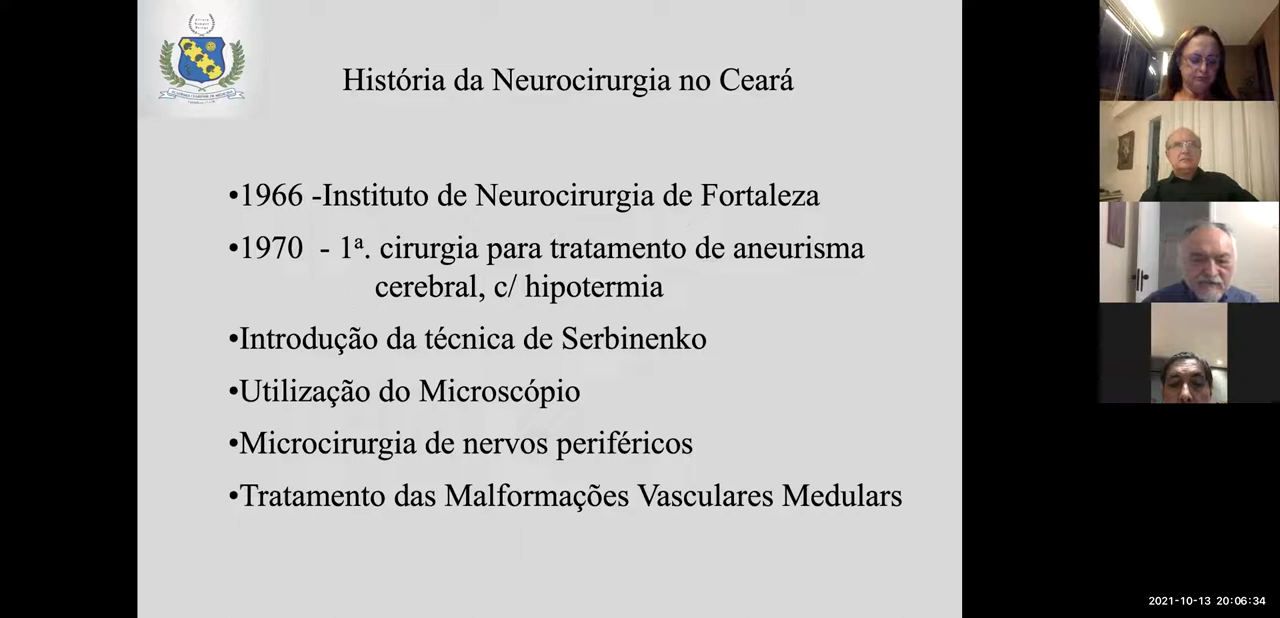 História da Neurocirurgia no Ceará
•1966 -Instituto de Neurocirurgia de Fortaleza
•1970 - 1ª. cirurgia para tratamento de aneurisma
cerebral, c/ hipotermia
•Introdução da técnica de Serbinenko
•Utilização do Microscópio
•Microcirurgia de nervos periféricos
•Tratamento das Malformações Vasculares Medulars
2021-10-13 20:06:34